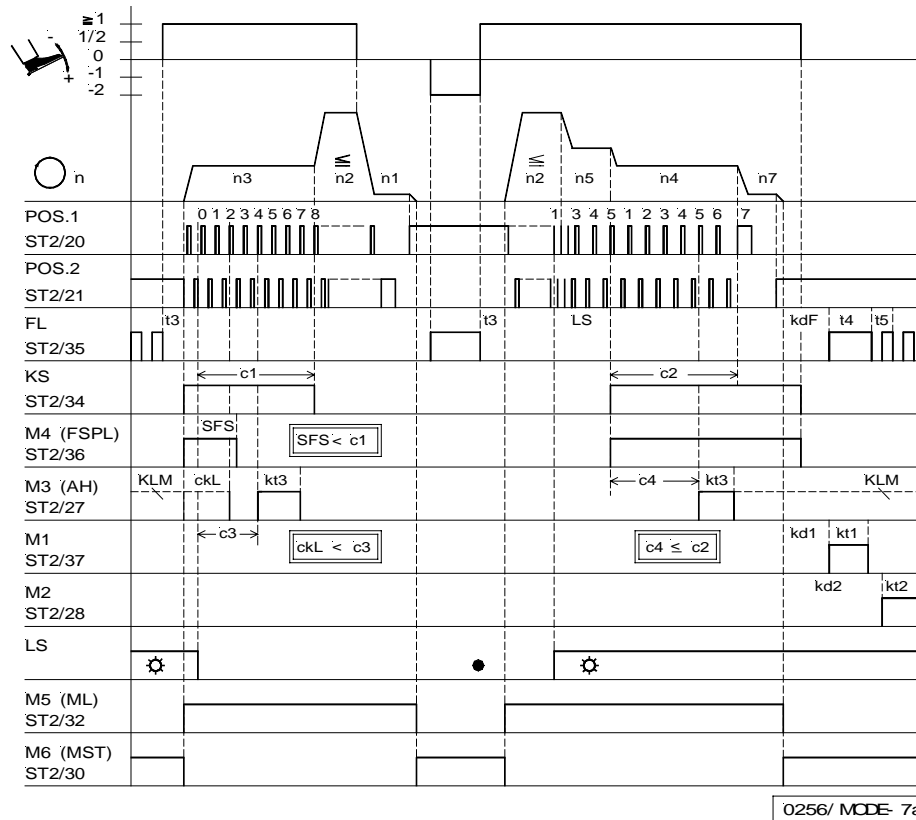 ≧ 1
1/2
0
-1
-2
-
+
n
n3
≦
n2
n1
≦
n2
n5
n4
n7
POS.1
ST2/20
0 1 2 3 4 5 6 7 8
1 3 4 5 1 2 3 4 5 6 7
POS.2
ST2/21
FL
ST2/35
t3
t3
LS
kdF
t4
t5
KS
ST2/34
c1
c2
M4 (FSPL)
ST2/36
SFS
SFS < c1
M3 (AH)
ST2/27
KLM
ckL
kt3
c3
c4
kt3
KLM
M1
ST2/37
ckL < c3
c4 ≤ c2
kd1
kt1
M2
ST2/28
kd2
kt2
LS
M5 (ML)
ST2/32
M6 (MST)
ST2/30
0256/ MODE- 7a